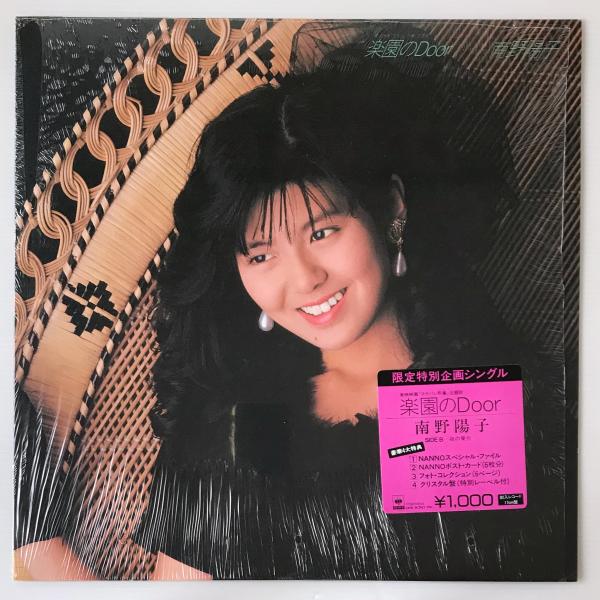 楽園のDoor 南野陽子
限定特別企画シングル
楽園のDoor
南野陽子
SIDE B
豪華4大特典
1 NANNOスペシャル・ファイル
2 NANNOポスト・カード(5枚分)
3 フォト・コレクション(6ページ)
4 クリスタル盤(特別レーベル付)
¥1,000